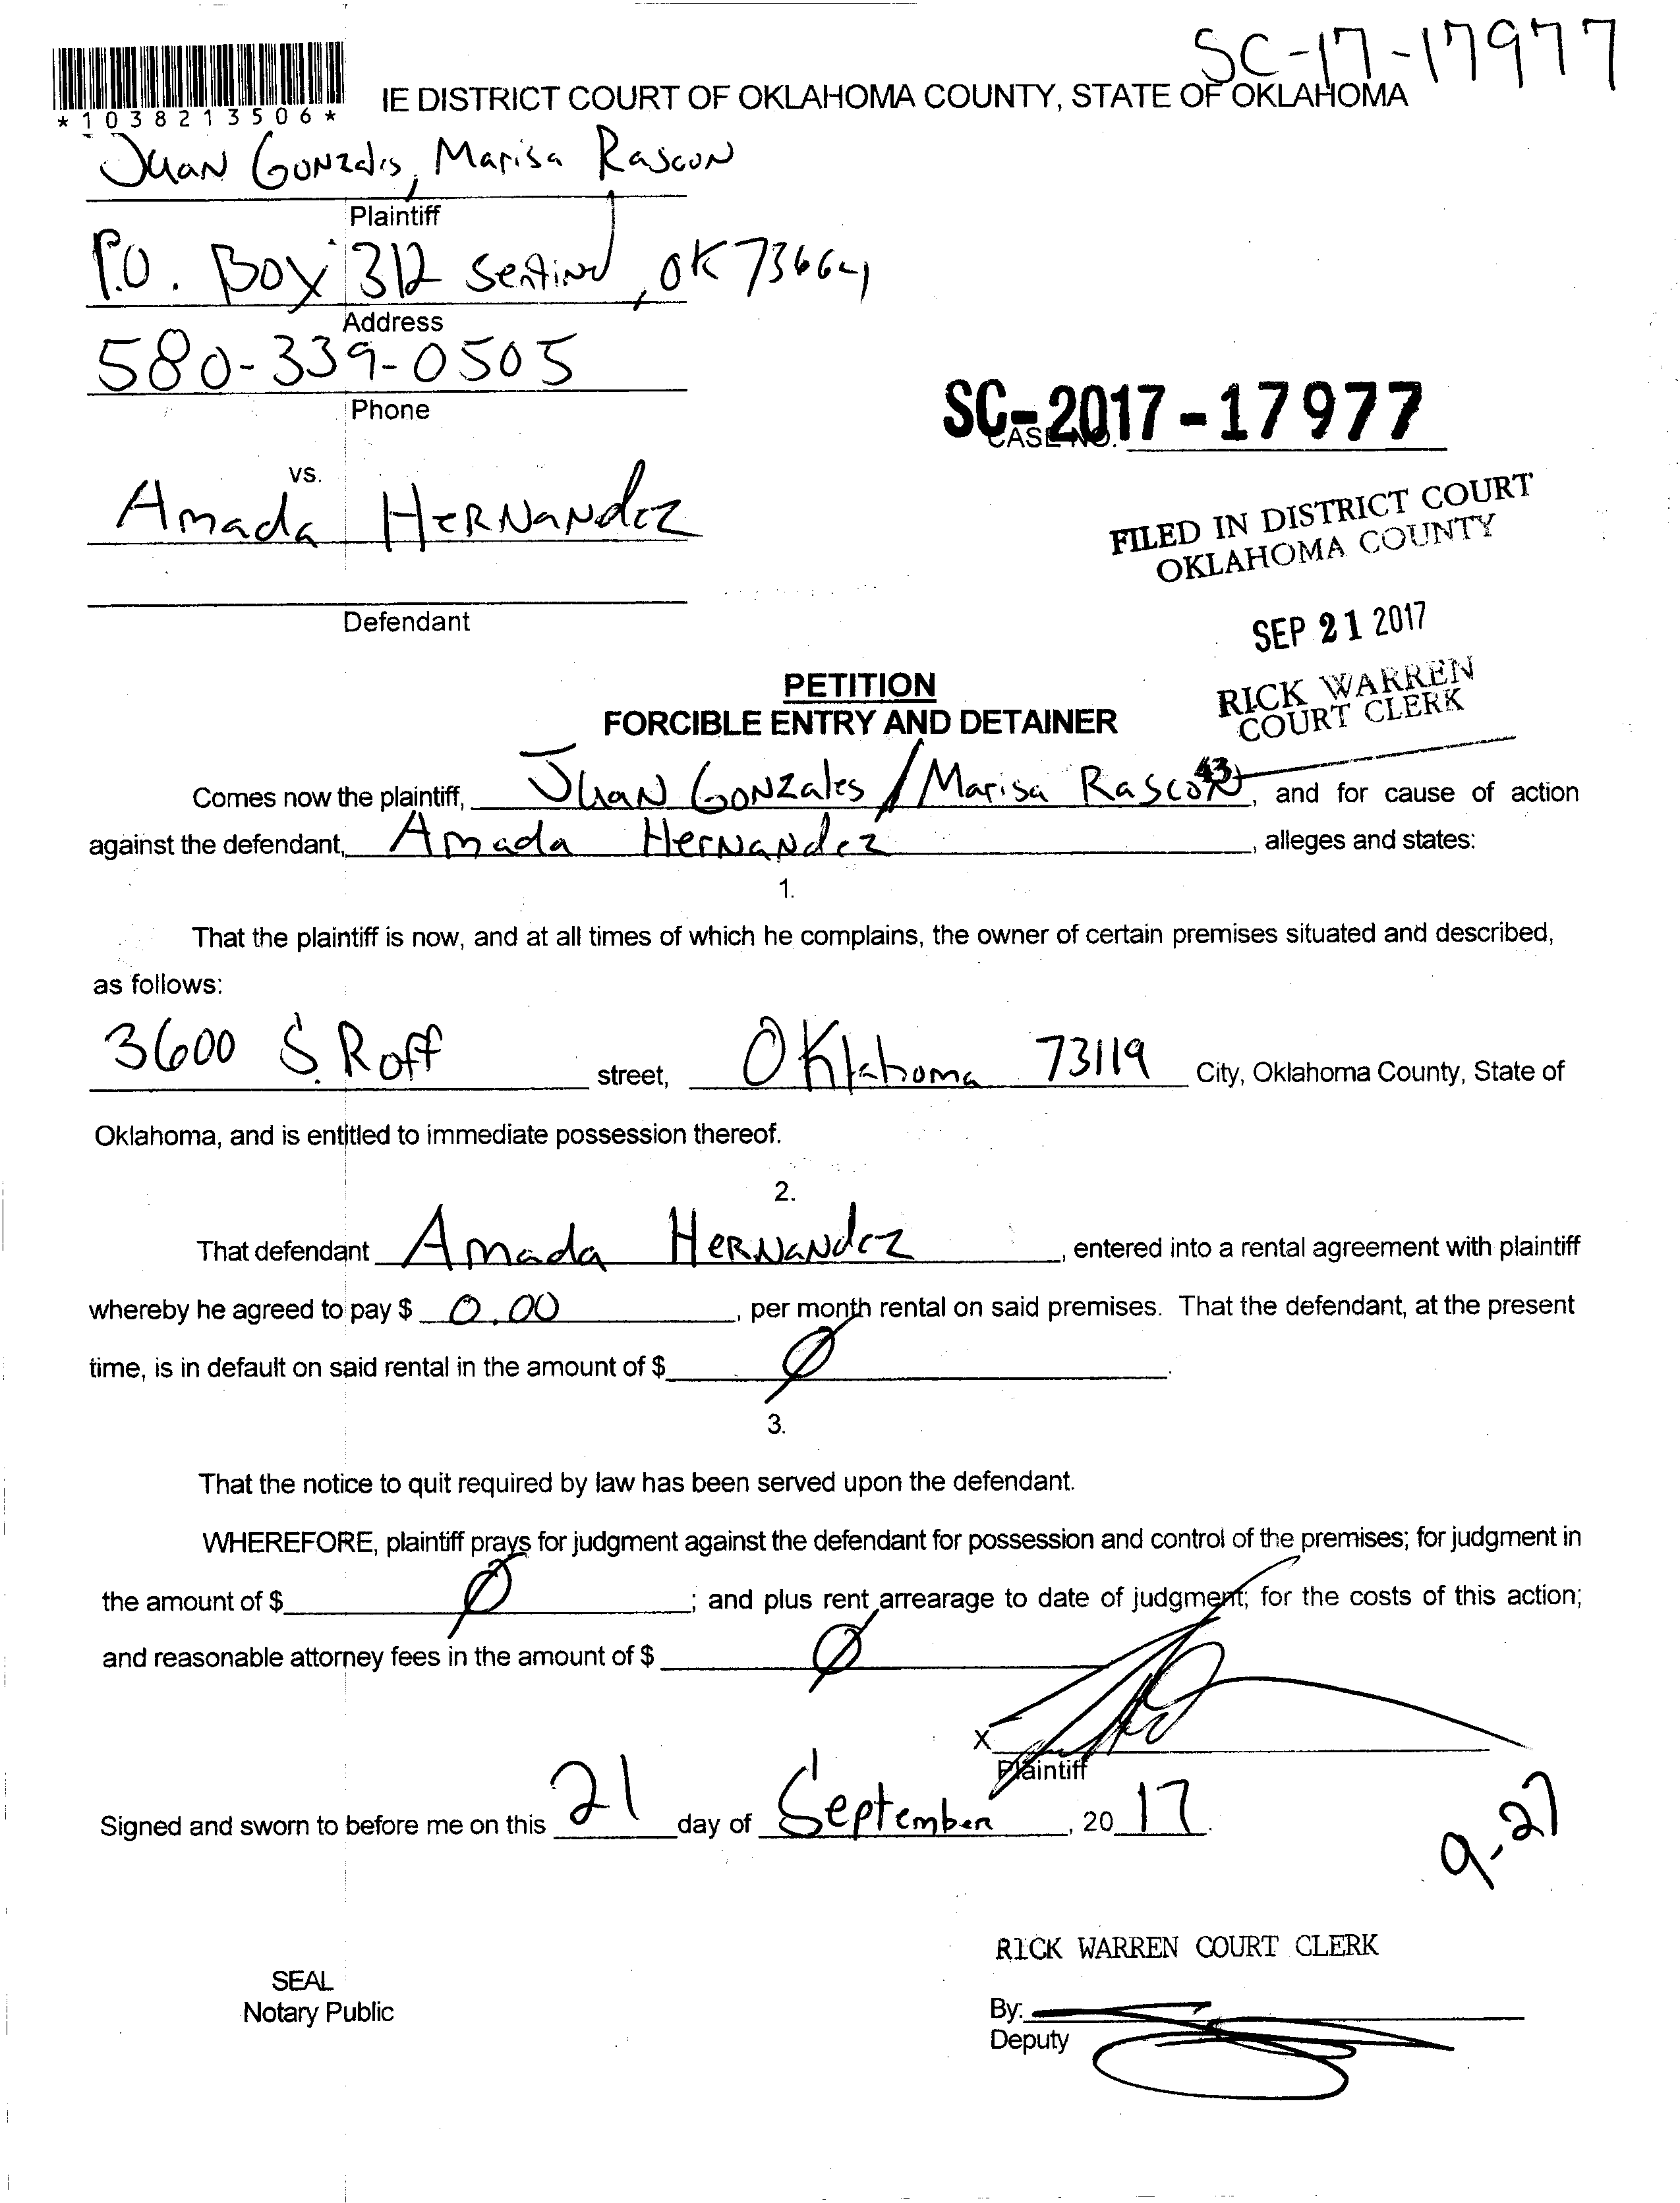 SC-17-17977
IE DISTRICT COURT OF OKLAHOMA COUNTY, STATE OF OKLAHOMA
*1038213506*
Juan Gonzales, Marisa Rascon
Plaintiff
P.O. Box 312 Sentinel, OK 73664
Address
580-339-0505
Phone
SC-2017-17977
CASE NO.
vs.
Amada Hernandez
FILED IN DISTRICT COURT
OKLAHOMA COUNTY
Defendant
SEP 21 2017
PETITION
RICK WARREN
COURT CLERK
FORCIBLE ENTRY AND DETAINER
43
Comes now the plaintiff, Juan Gonzales / Marisa Rascon, and for cause of action
against the defendant, Amada Hernandez, alleges and states:
1.
That the plaintiff is now, and at all times of which he complains, the owner of certain premises situated and described,
as follows:
3600 S. Roff street, Oklahoma 73119 City, Oklahoma County, State of
Oklahoma, and is entitled to immediate possession thereof.
2.
That defendant Amada Hernandez, entered into a rental agreement with plaintiff
whereby he agreed to pay $ 0.00, per month rental on said premises. That the defendant, at the present
time, is in default on said rental in the amount of $ Ø.
3.
That the notice to quit required by law has been served upon the defendant.
WHEREFORE, plaintiff prays for judgment against the defendant for possession and control of the premises; for judgment in
the amount of $ Ø; and plus rent arrearage to date of judgment; for the costs of this action;
and reasonable attorney fees in the amount of $ Ø
X
Plaintiff
Signed and sworn to before me on this 21 day of September, 2017.
9-27
RICK WARREN COURT CLERK
SEAL
Notary Public
By:
Deputy